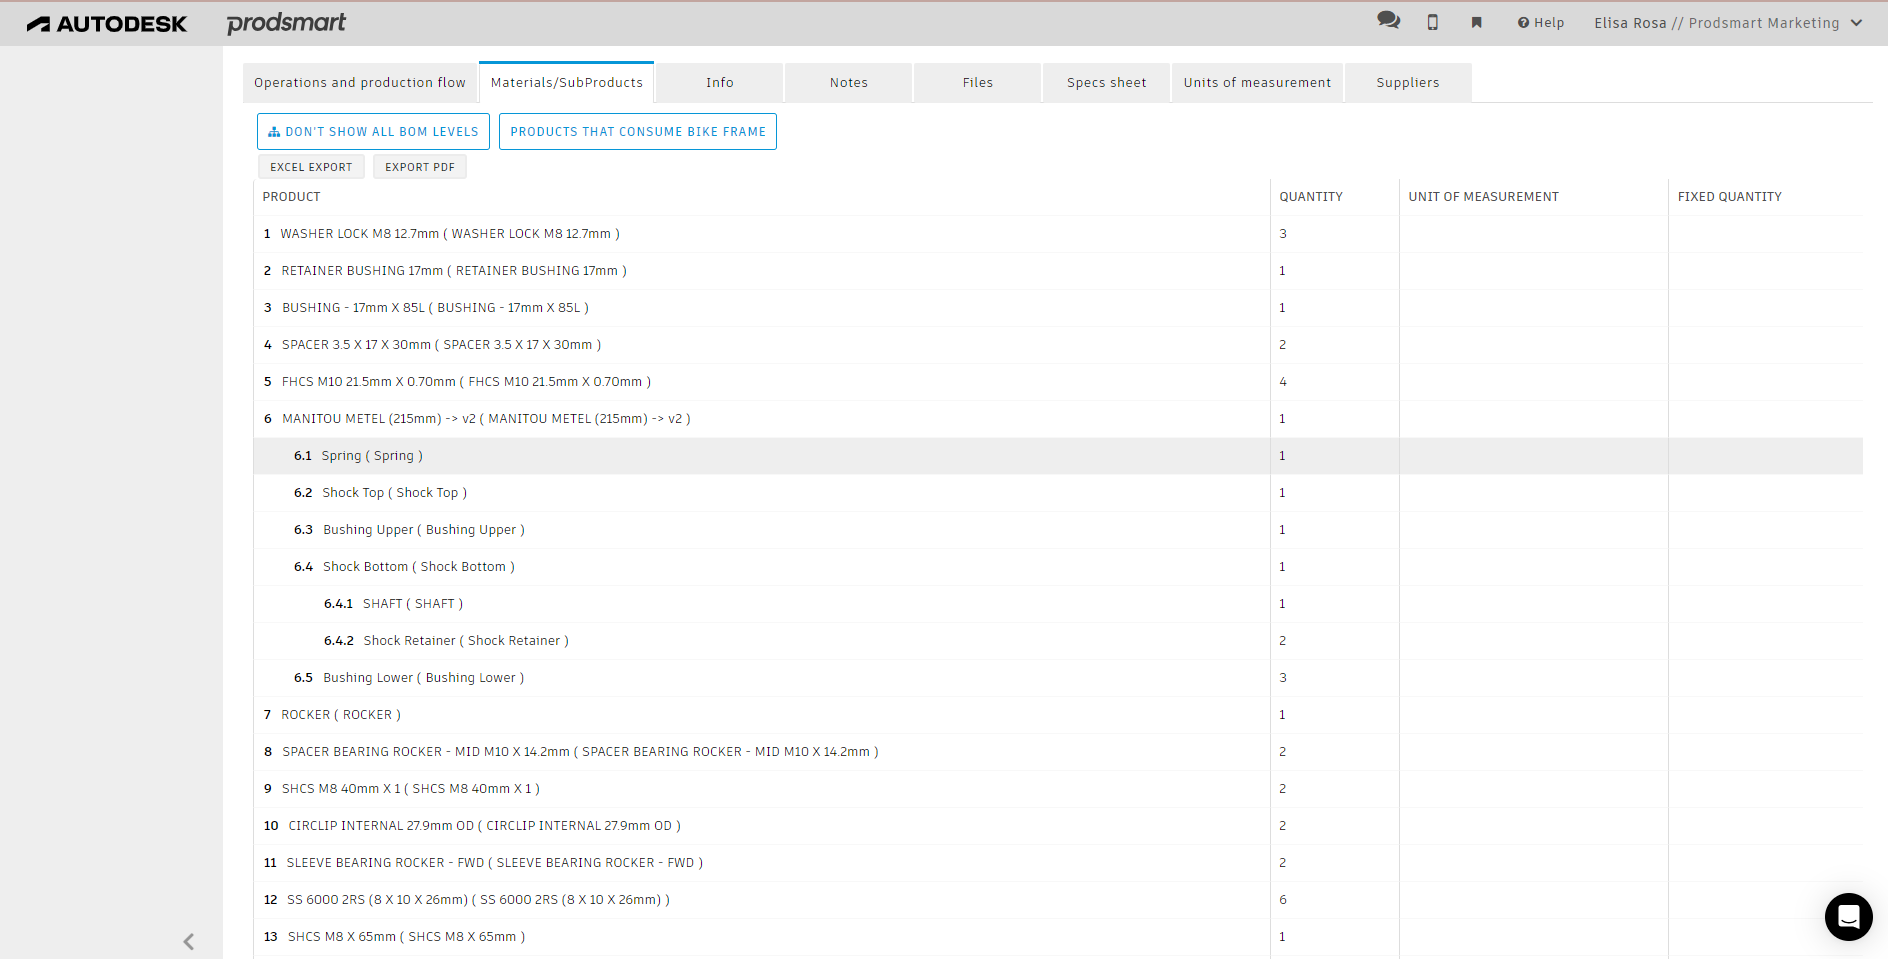 AUTODESK prodsmart Help Elisa Rosa // Prodsmart Marketing
Operations and production flow Materials/SubProducts Info Notes Files Specs sheet Units of measurement Suppliers
DON'T SHOW ALL BOM LEVELS PRODUCTS THAT CONSUME BIKE FRAME
EXCEL EXPORT EXPORT PDF
PRODUCT QUANTITY UNIT OF MEASUREMENT FIXED QUANTITY
1 WASHER LOCK M8 12.7mm ( WASHER LOCK M8 12.7mm ) 3
2 RETAINER BUSHING 17mm ( RETAINER BUSHING 17mm ) 1
3 BUSHING - 17mm X 85L ( BUSHING - 17mm X 85L ) 1
4 SPACER 3.5 X 17 X 30mm ( SPACER 3.5 X 17 X 30mm ) 2
5 FHCS M10 21.5mm X 0.70mm ( FHCS M10 21.5mm X 0.70mm ) 4
6 MANITOU METEL (215mm) -> v2 ( MANITOU METEL (215mm) -> v2 ) 1
6.1 Spring ( Spring ) 1
6.2 Shock Top ( Shock Top ) 1
6.3 Bushing Upper ( Bushing Upper ) 1
6.4 Shock Bottom ( Shock Bottom ) 1
6.4.1 SHAFT ( SHAFT ) 1
6.4.2 Shock Retainer ( Shock Retainer ) 2
6.5 Bushing Lower ( Bushing Lower ) 3
7 ROCKER ( ROCKER ) 1
8 SPACER BEARING ROCKER - MID M10 X 14.2mm ( SPACER BEARING ROCKER - MID M10 X 14.2mm ) 2
9 SHCS M8 40mm X 1 ( SHCS M8 40mm X 1 ) 2
10 CIRCLIP INTERNAL 27.9mm OD ( CIRCLIP INTERNAL 27.9mm OD ) 2
11 SLEEVE BEARING ROCKER - FWD ( SLEEVE BEARING ROCKER - FWD ) 2
12 SS 6000 2RS (8 X 10 X 26mm) ( SS 6000 2RS (8 X 10 X 26mm) ) 6
13 SHCS M8 X 65mm ( SHCS M8 X 65mm ) 1